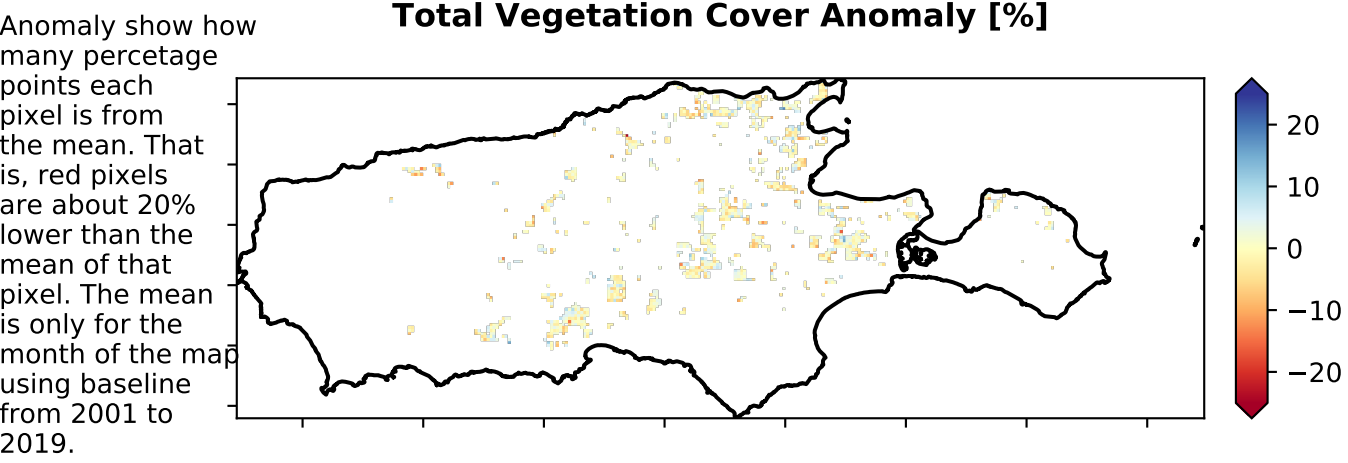 Total Vegetation Cover Anomaly [%]
Anomaly show how
many percetage
points each
pixel is from
the mean. That
is, red pixels
are about 20%
lower than the
mean of that
pixel. The mean
is only for the
month of the map
using baseline
from 2001 to
2019.
20
10
0
−10
−20